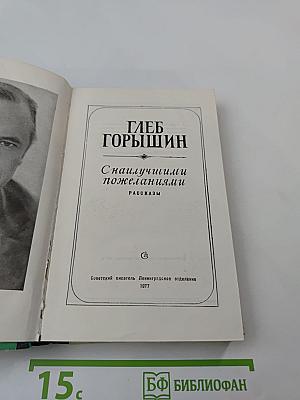 ГЛЕБ
ГОРЫШИН
С наилучшими
пожеланиями
РАССКАЗЫ
Советский писатель Ленинградское отделение
1977
15с
БФ БИБЛИОФАН